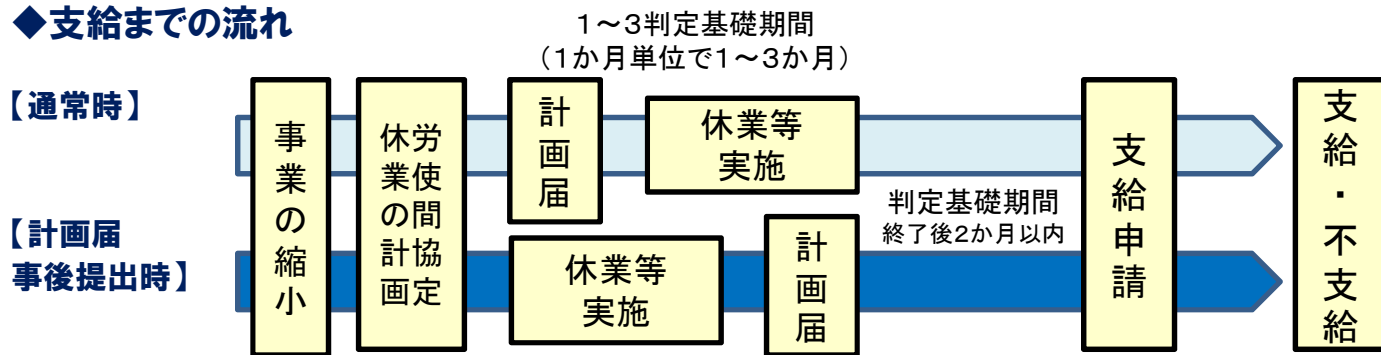 ◆支給までの流れ
1～3判定基礎期間
（1か月単位で1～3か月）
【通常時】
事業の縮小
労使間協定
休業の計画
計画届
休業等
実施
支給申請
支給・不支給
【計画届
事後提出時】
休業等
実施
計画届
判定基礎期間
終了後2か月以内